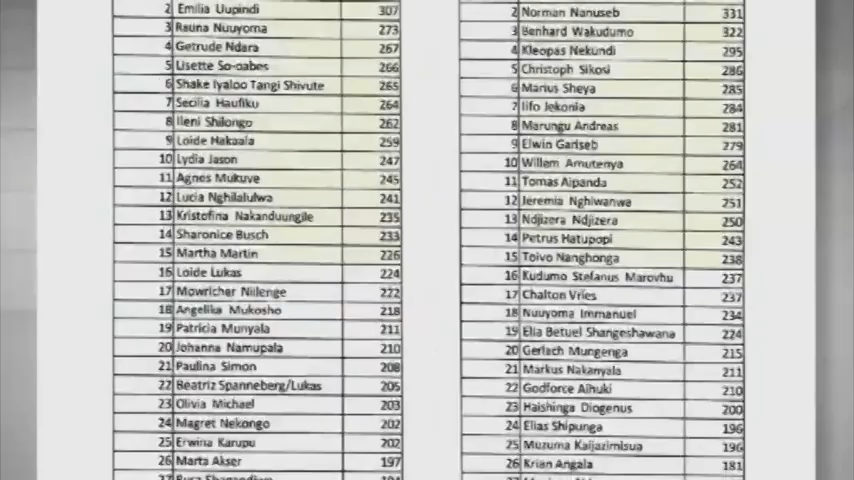 2 Emilia Uupindi 307
3 Rauna Nuuyoma 273
4 Getrude Ndara 267
5 Lisette So-oabes 266
6 Shake Iyaloo Tangi Shivute 265
7 Secilia Haufiku 264
8 Ileni Shilongo 262
9 Loide Hakaala 259
10 Lydia Jason 247
11 Agnes Mukuve 245
12 Lucia Nghilalulwa 241
13 Kristofina Nakanduungile 235
14 Sharonice Busch 233
15 Martha Martin 226
16 Loide Lukas 224
17 Mowricher Niilenge 222
18 Angelika Mukosho 218
19 Patricia Munyala 211
20 Johanna Namupala 210
21 Paulina Simon 208
22 Beatriz Spanneberg/Lukas 205
23 Olivia Michael 203
24 Magret Nekongo 202
25 Erwina Karupu 202
26 Marta Akser 197
2 Norman Nanuseb 331
3 Benhard Wakudumo 322
4 Kleopas Nekundi 295
5 Christoph Sikosi 286
6 Marius Sheya 285
7 Iifo Jekonia 284
8 Marungu Andreas 281
9 Elwin Gariseb 279
10 Willem Amutenya 264
11 Tomas Aipanda 252
12 Jeremia Nghiwanwa 251
13 Ndjizera Ndjizera 250
14 Petrus Hatupopi 243
15 Toivo Nanghonga 238
16 Kudumo Stefanus Marovhu 237
17 Chalton Vries 237
18 Nuuyoma Immanuel 234
19 Elia Betuel Shangeshawana 224
20 Gerlach Mungenga 215
21 Markus Nakanyala 211
22 Godforce Aihuki 210
23 Haishinga Diogenus 200
24 Elias Shipunga 196
25 Muzuma Kaijazimisua 196
26 Krian Angala 181